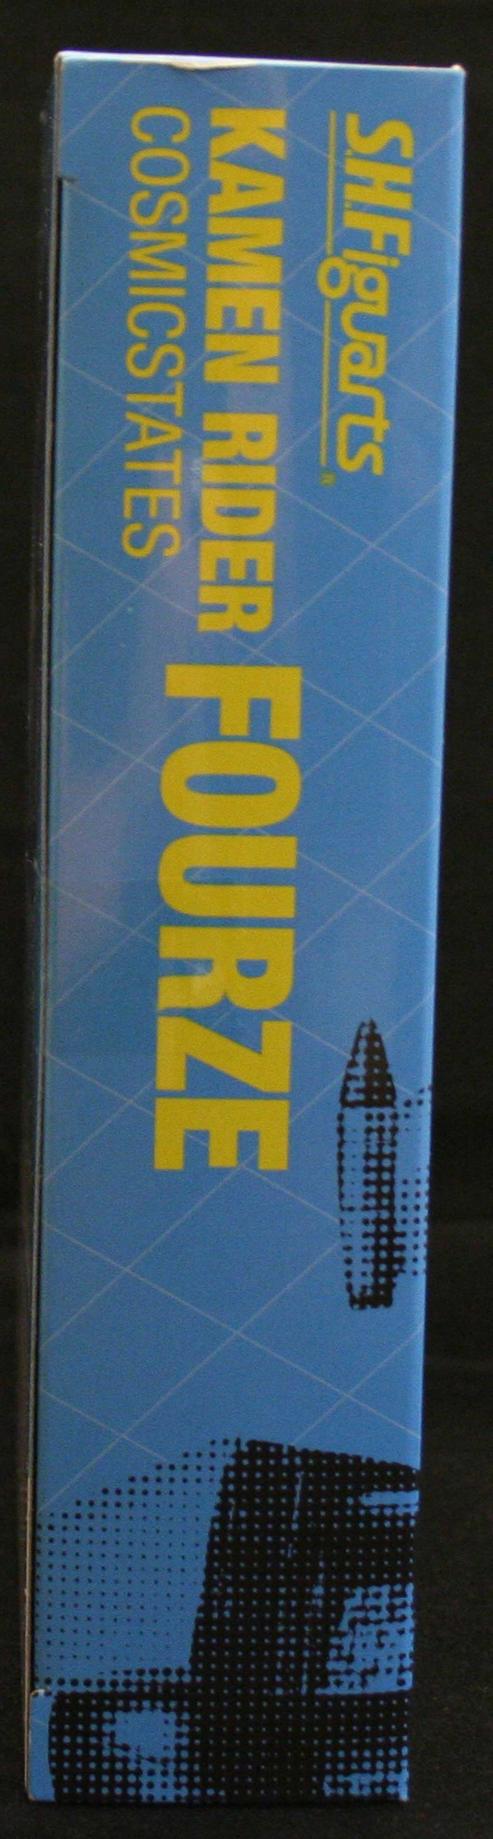 S.H.Figuarts®
KAMEN RIDER FOURZE
COSMICSTATES